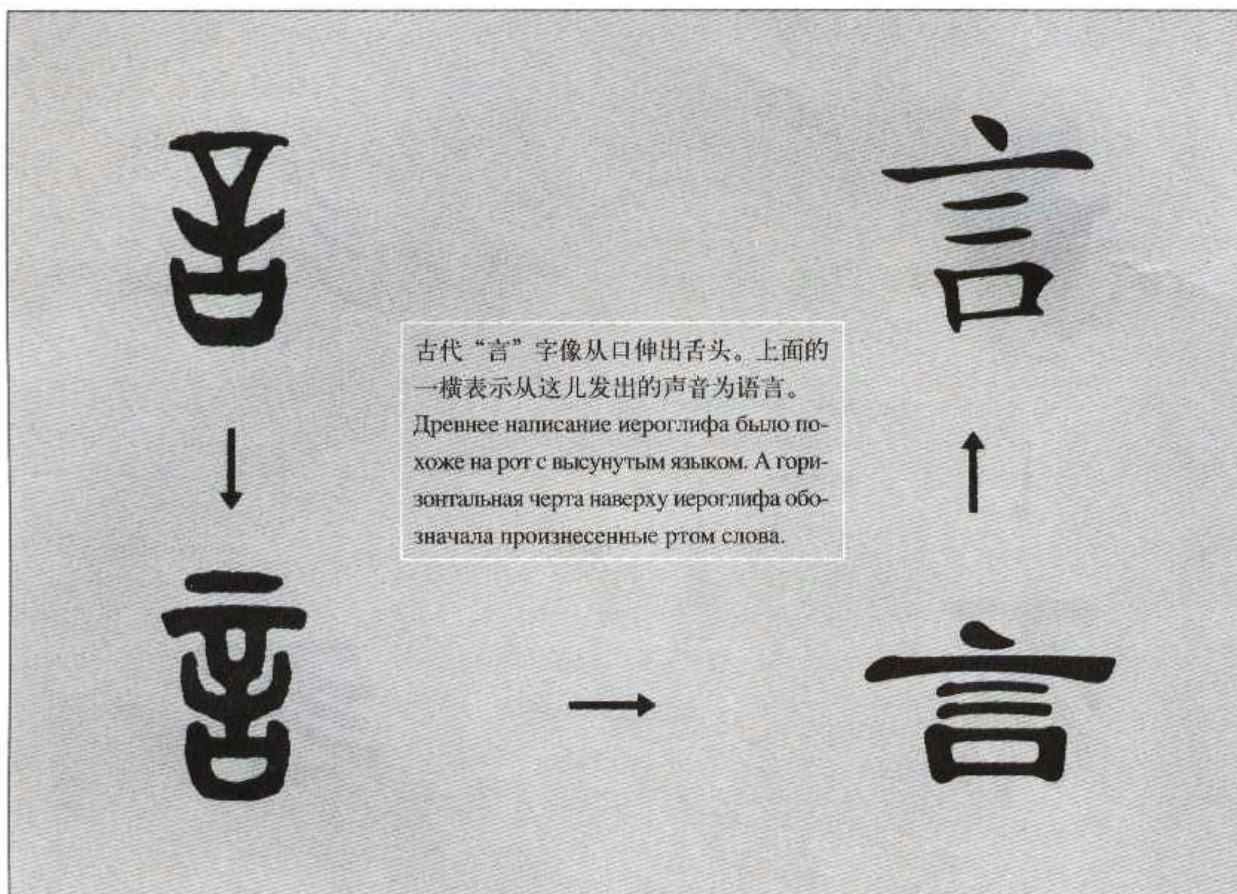 言
古代“言”字像从口伸出舌头。上面的
一横表示从这儿发出的声音为语言。
Древнее написание иероглифа было по-
хоже на рот с высунутым языком. А гори-
зонтальная черта наверху иероглифа обо-
значала произнесенные ртом слова.
言
言
言